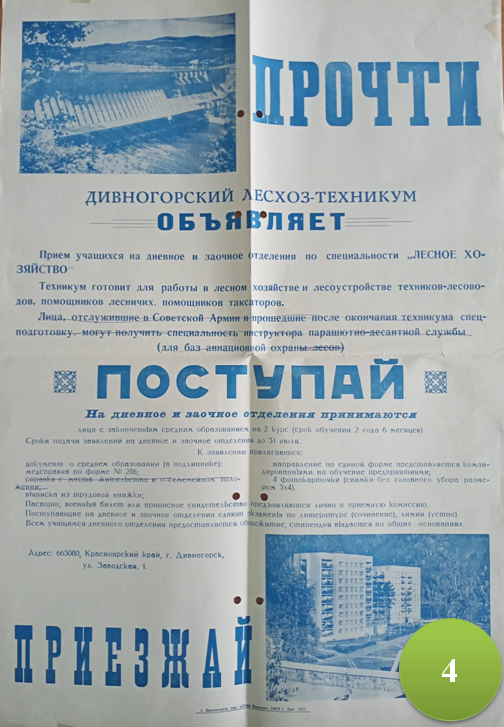 ПРОЧТИ
ДИВНОГОРСКИЙ ЛЕСХОЗ-ТЕХНИКУМ
ОБЪЯВЛЯЕТ
Прием учащихся на дневное и заочное отделения по специальности „ЛЕСНОЕ ХО-
ЗЯЙСТВО"
Техникум готовит для работы в лесном хозяйстве и лесоустройстве техников-лесово-
дов, помощников лесничих, помощников таксаторов.
Лица, отслужившие в Советской Армии и прошедшие после окончания техникума спец-
подготовку, могут получить специальность инструктора парашютно-десантной службы
(для баз авиационной охраны лесов)
ПОСТУПАЙ
На дневное и заочное отделения принимаются
лица с законченным средним образованием на 2 курс (срок обучения 2 года 6 месяцев)
Сроки подачи заявлений на дневное и заочное отделения до 31 июля.
К заявлению прилагаются:
документ о среднем образовании (в подлиннике);
медсправка по форме № 286;
справка с места жительства и о семейном поло-
жении;
выписка из трудовой книжки;
направление по единой форме представляется коман-
дированными на обучение предприятиями;
4 фотокарточки (снимки без головного убора разме-
ром 3х4).
Паспорт, военный билет или приписное свидетельство предъявляются лично в приемную комиссию.
Поступающие на дневное и заочное отделения сдают экзамены по литературе (сочинение), химии (устно).
Всем учащимся дневного отделения предоставляется общежитие, стипендия выдается на общих основаниях.
Адрес: 663080, Красноярский край, г. Дивногорск,
ул. Заводская, 1.
ПРИЕЗЖАЙ
4